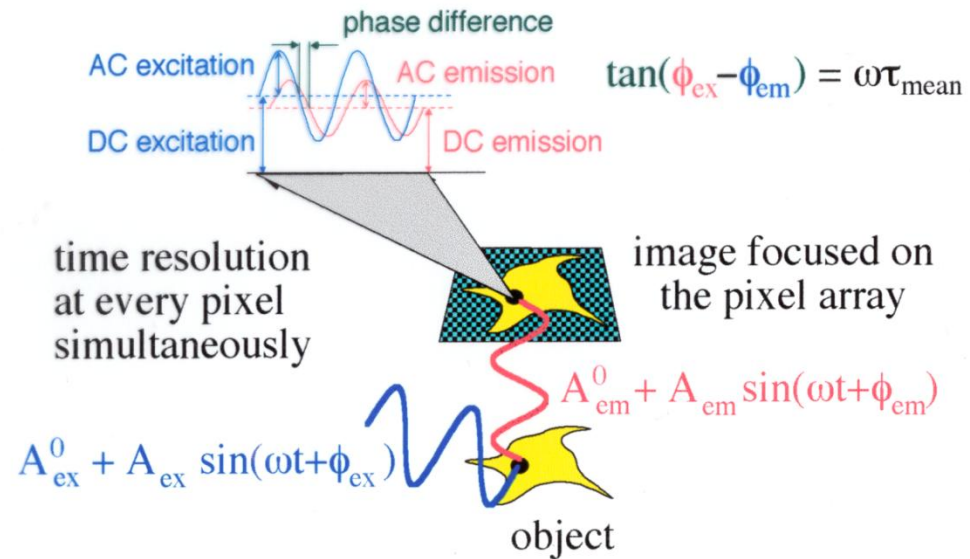 phase difference
AC excitation
AC emission
tan(ϕex−ϕem) = ωτmean
DC excitation
DC emission
time resolution
at every pixel
simultaneously
image focused on
the pixel array
A⁰em + Aem sin(ωt+ϕem)
A⁰ex + Aex sin(ωt+ϕex)
object